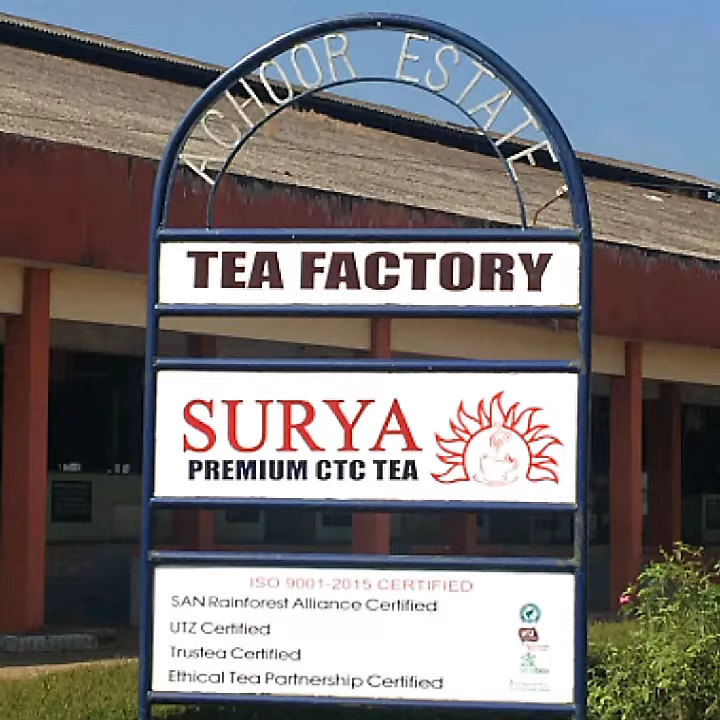 ACHOOR ESTATE
TEA FACTORY
SURYA
PREMIUM CTC TEA
ISO 9001-2015 CERTIFIED
SAN Rainforest Alliance Certified
UTZ Certified
Trustea Certified
Ethical Tea Partnership Certified